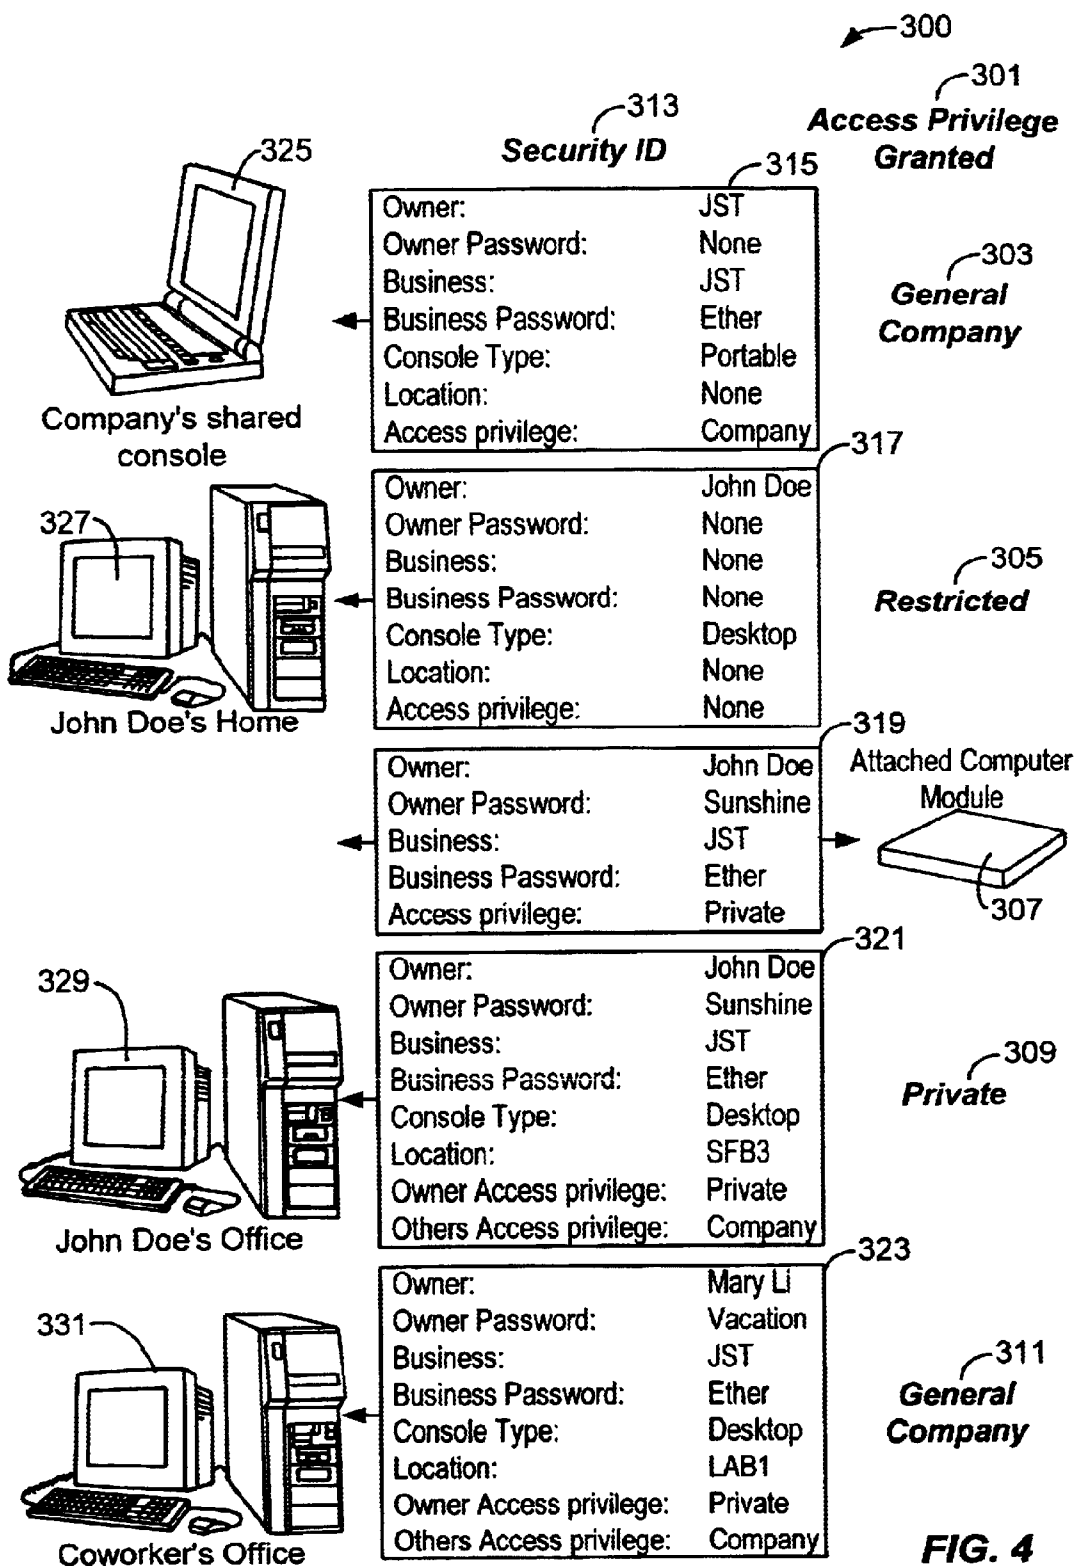 300
301
Access Privilege
Granted
313
Security ID
325
315
Owner: JST
Owner Password: None
Business: JST
Business Password: Ether
Console Type: Portable
Location: None
Access privilege: Company
303
General
Company
Company's shared
console
317
327
Owner: John Doe
Owner Password: None
Business: None
Business Password: None
Console Type: Desktop
Location: None
Access privilege: None
305
Restricted
John Doe's Home
319
Owner: John Doe
Owner Password: Sunshine
Business: JST
Business Password: Ether
Access privilege: Private
Attached Computer
Module
307
321
329
Owner: John Doe
Owner Password: Sunshine
Business: JST
Business Password: Ether
Console Type: Desktop
Location: SFB3
Owner Access privilege: Private
Others Access privilege: Company
309
Private
John Doe's Office
323
331
Owner: Mary Li
Owner Password: Vacation
Business: JST
Business Password: Ether
Console Type: Desktop
Location: LAB1
Owner Access privilege: Private
Others Access privilege: Company
311
General
Company
Coworker's Office
FIG. 4